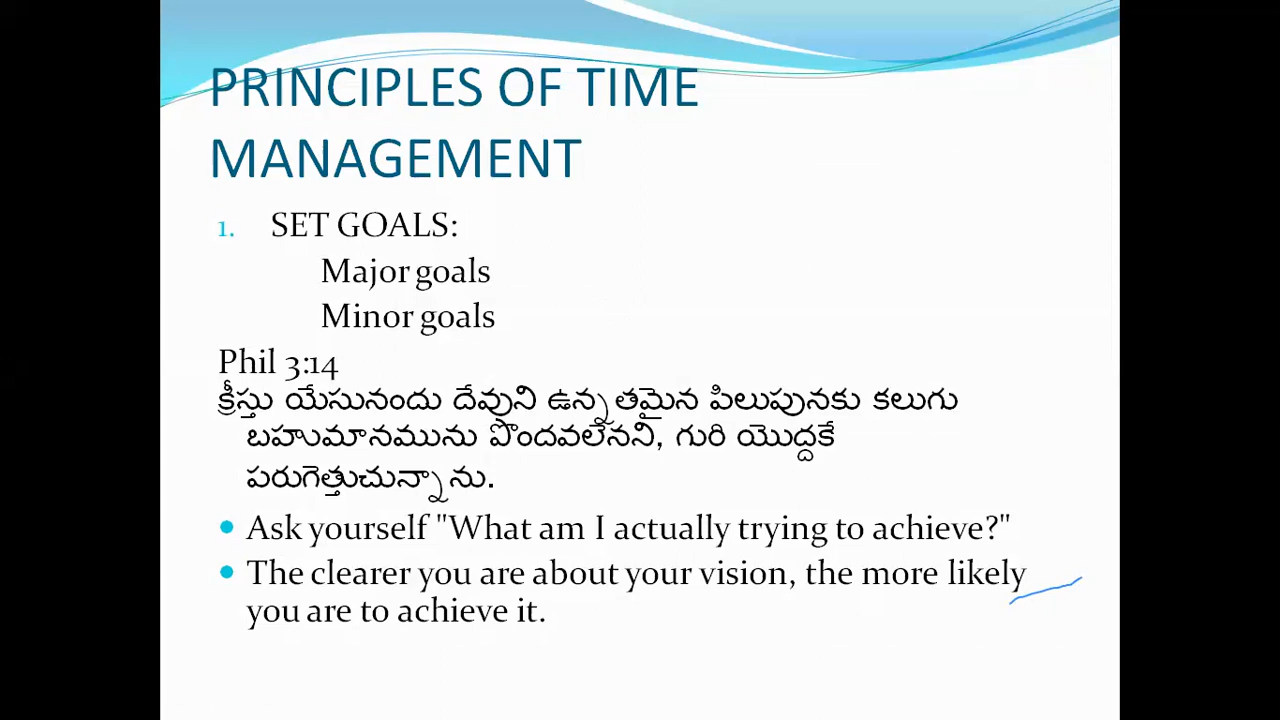 PRINCIPLES OF TIME
MANAGEMENT
1. SET GOALS:
Major goals
Minor goals
Phil 3:14
క్రీస్తు యేసునందు దేవుని ఉన్నతమైన పిలుపునకు కలుగు
బహుమానమును పొందవలెనని, గురి యొద్దకే
పరుగెత్తుచున్నాను.
• Ask yourself "What am I actually trying to achieve?"
• The clearer you are about your vision, the more likely
you are to achieve it.